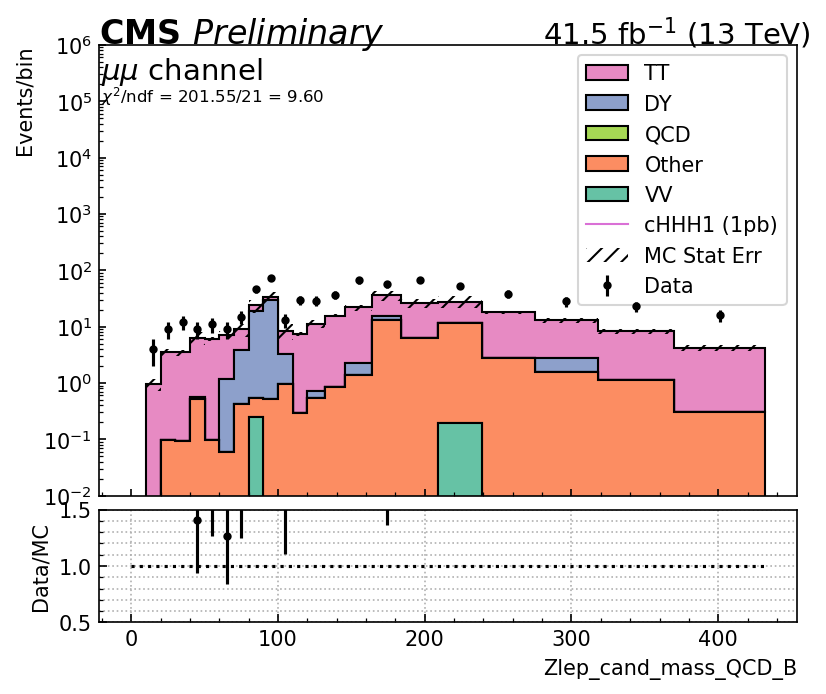 CMS Preliminary 41.5 fb⁻¹ (13 TeV)
μμ channel
χ²/ndf = 201.55/21 = 9.60
Events/bin
10⁶
10⁵
10⁴
10³
10²
10¹
10⁰
10⁻¹
10⁻²
TT
DY
QCD
Other
VV
cHHH1 (1pb)
MC Stat Err
Data
Data/MC
1.5
1.0
0.5
0 100 200 300 400
Zlep_cand_mass_QCD_B